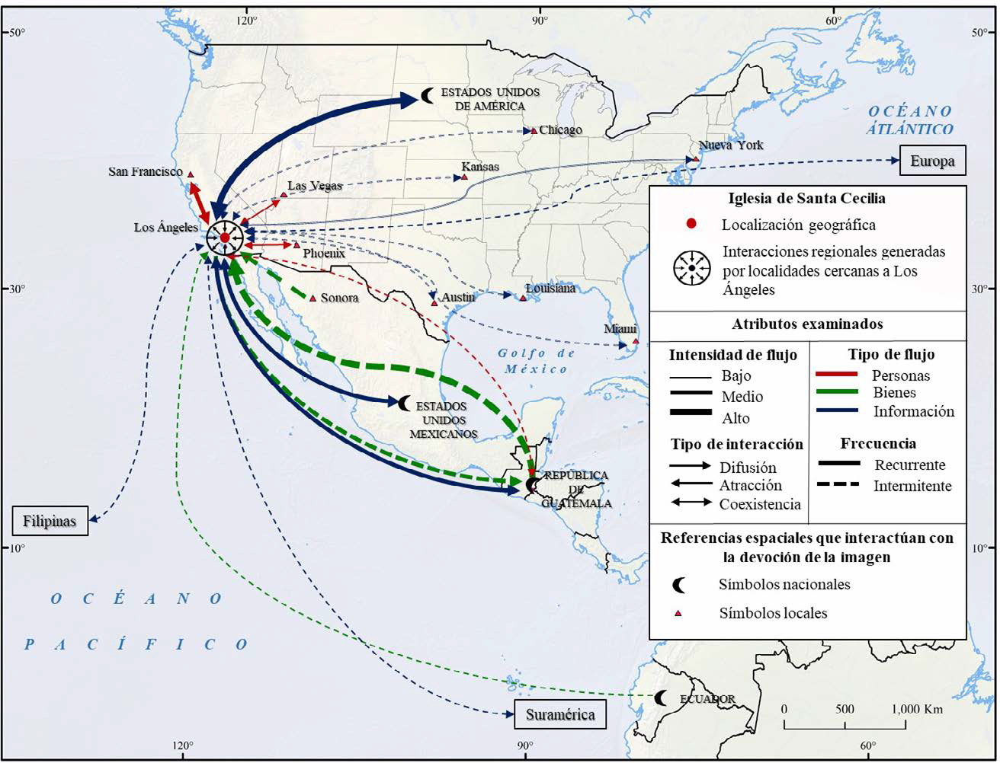 120°
90°
60°
50°
50°
ESTADOS UNIDOS
DE AMÉRICA
OCÉANO
ÁTLÁNTICO
Chicago
Nueva York
Europa
San Francisco
Kansas
Las Vegas
Los Ángeles
Phoenix
30°
30°
Sonora
Austin
Louisiana
Miami
Golfo de
México
ESTADOS
UNIDOS
MEXICANOS
REPÚBLICA
DE
GUATEMALA
Filipinas
10°
10°
OCÉANO
PACÍFICO
Suramérica
ECUADOR
Iglesia de Santa Cecilia
Localización geográfica
Interacciones regionales generadas
por localidades cercanas a Los
Ángeles
Atributos examinados
Intensidad de flujo
Bajo
Medio
Alto
Tipo de flujo
Personas
Bienes
Información
Tipo de interacción
Difusión
Atracción
Coexistencia
Frecuencia
Recurrente
Intermitente
Referencias espaciales que interactúan con
la devoción de la imagen
Símbolos nacionales
Símbolos locales
0 500 1,000 Km
120°
90°
60°